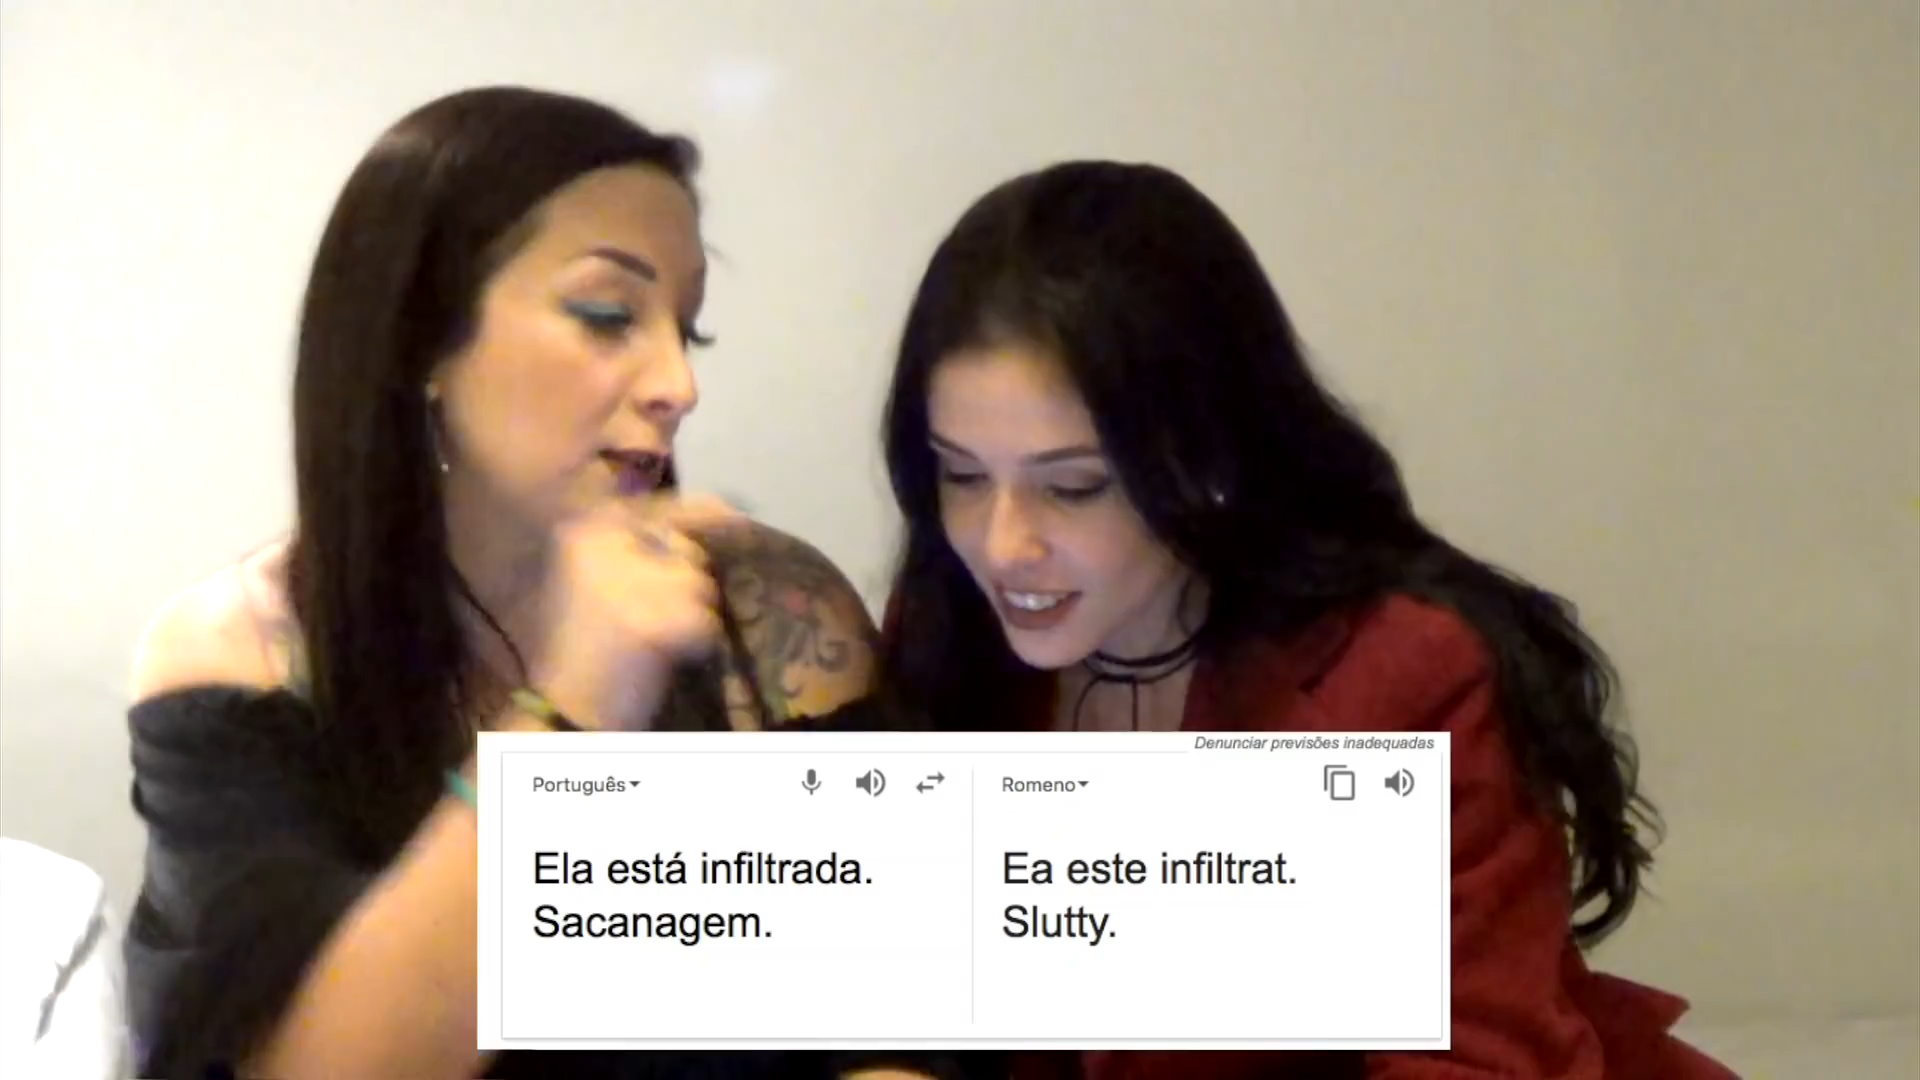 Denunciar previsões inadequadas
Português
Romeno
Ela está infiltrada.
Sacanagem.
Ea este infiltrat.
Slutty.